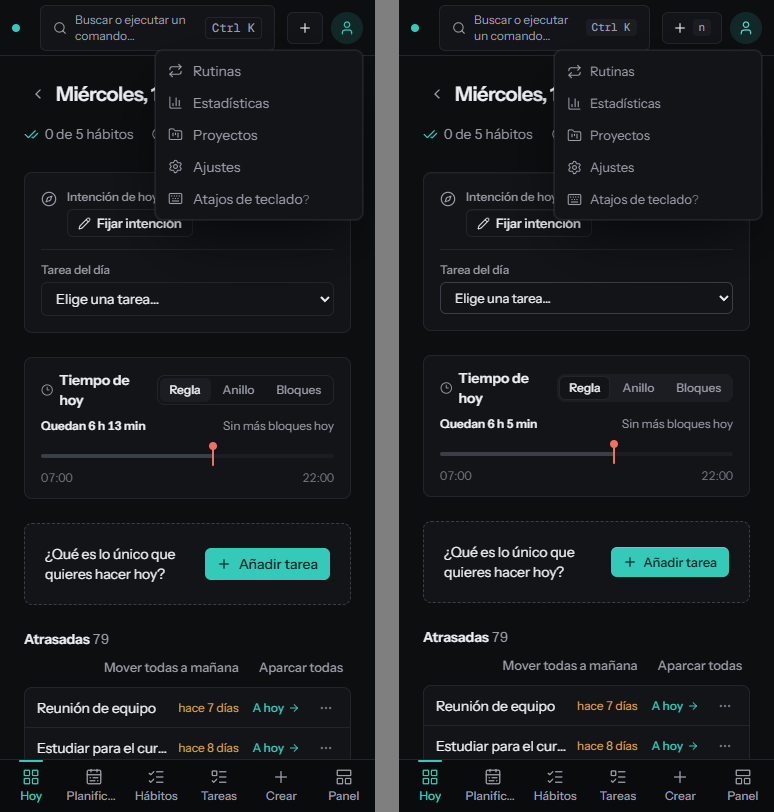 Buscar o ejecutar un
comando...
Ctrl K
Rutinas
Estadísticas
Proyectos
Ajustes
Atajos de teclado?
Miércoles, 1
0 de 5 hábitos
Intención de hoy
Fijar intención
Tarea del día
Elige una tarea...
Tiempo de
hoy
Regla Anillo Bloques
Quedan 6 h 13 min Sin más bloques hoy
07:00 22:00
¿Qué es lo único que
quieres hacer hoy?
Añadir tarea
Atrasadas 79
Mover todas a mañana Aparcar todas
Reunión de equipo hace 7 días A hoy → ···
Estudiar para el cur... hace 8 días A hoy → ···
Hoy Planific... Hábitos Tareas Crear Panel
Buscar o ejecutar
un comando...
Ctrl K
n
Rutinas
Estadísticas
Proyectos
Ajustes
Atajos de teclado?
Miércoles, 1
0 de 5 hábitos
Intención de hoy
Fijar intención
Tarea del día
Elige una tarea...
Tiempo de
hoy
Regla Anillo Bloques
Quedan 6 h 5 min Sin más bloques hoy
07:00 22:00
¿Qué es lo único que
quieres hacer hoy?
Añadir tarea
Atrasadas 79
Mover todas a mañana Aparcar todas
Reunión de equipo hace 7 días A hoy → ···
Estudiar para el cur... hace 8 días A hoy → ···
Hoy Planific... Hábitos Tareas Crear Panel